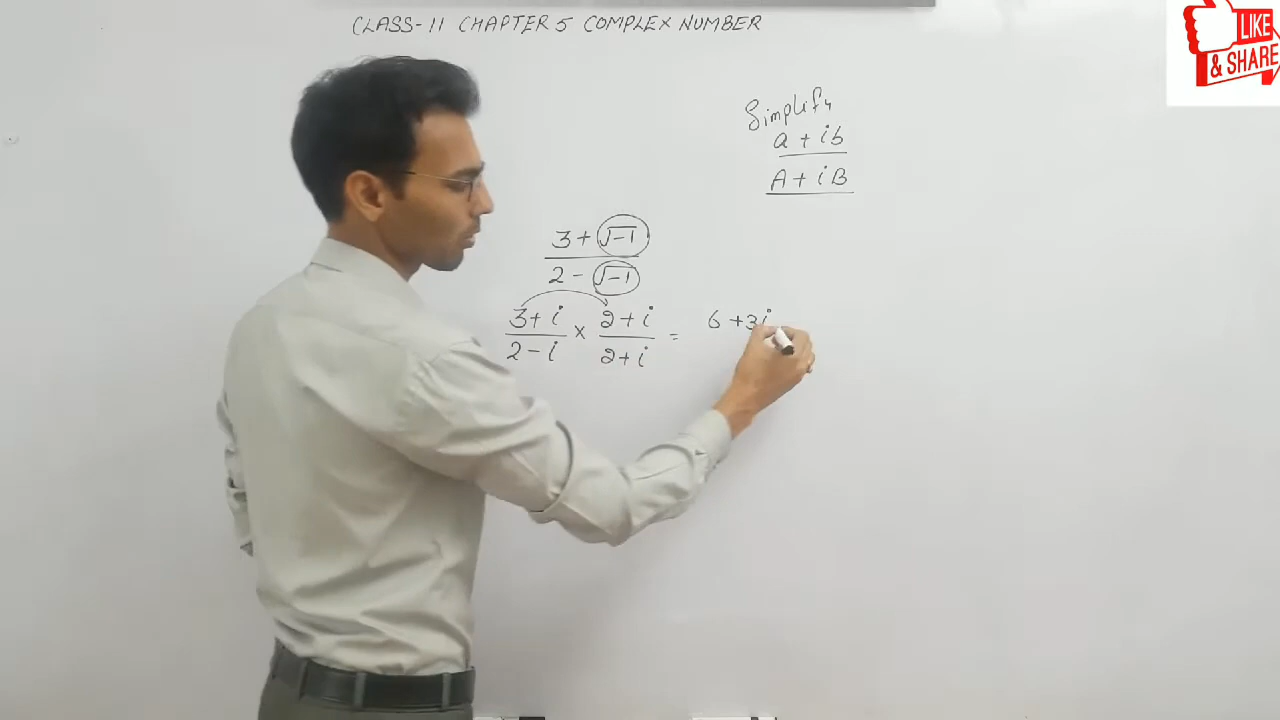 CLASS-11 CHAPTER 5 COMPLEX NUMBER
LIKE
& SHARE
Simplify
a + ib
A + iB
3 + √-1
2 - √-1
3 + i × 2 + i = 6 + 3i
2 - i 2 + i